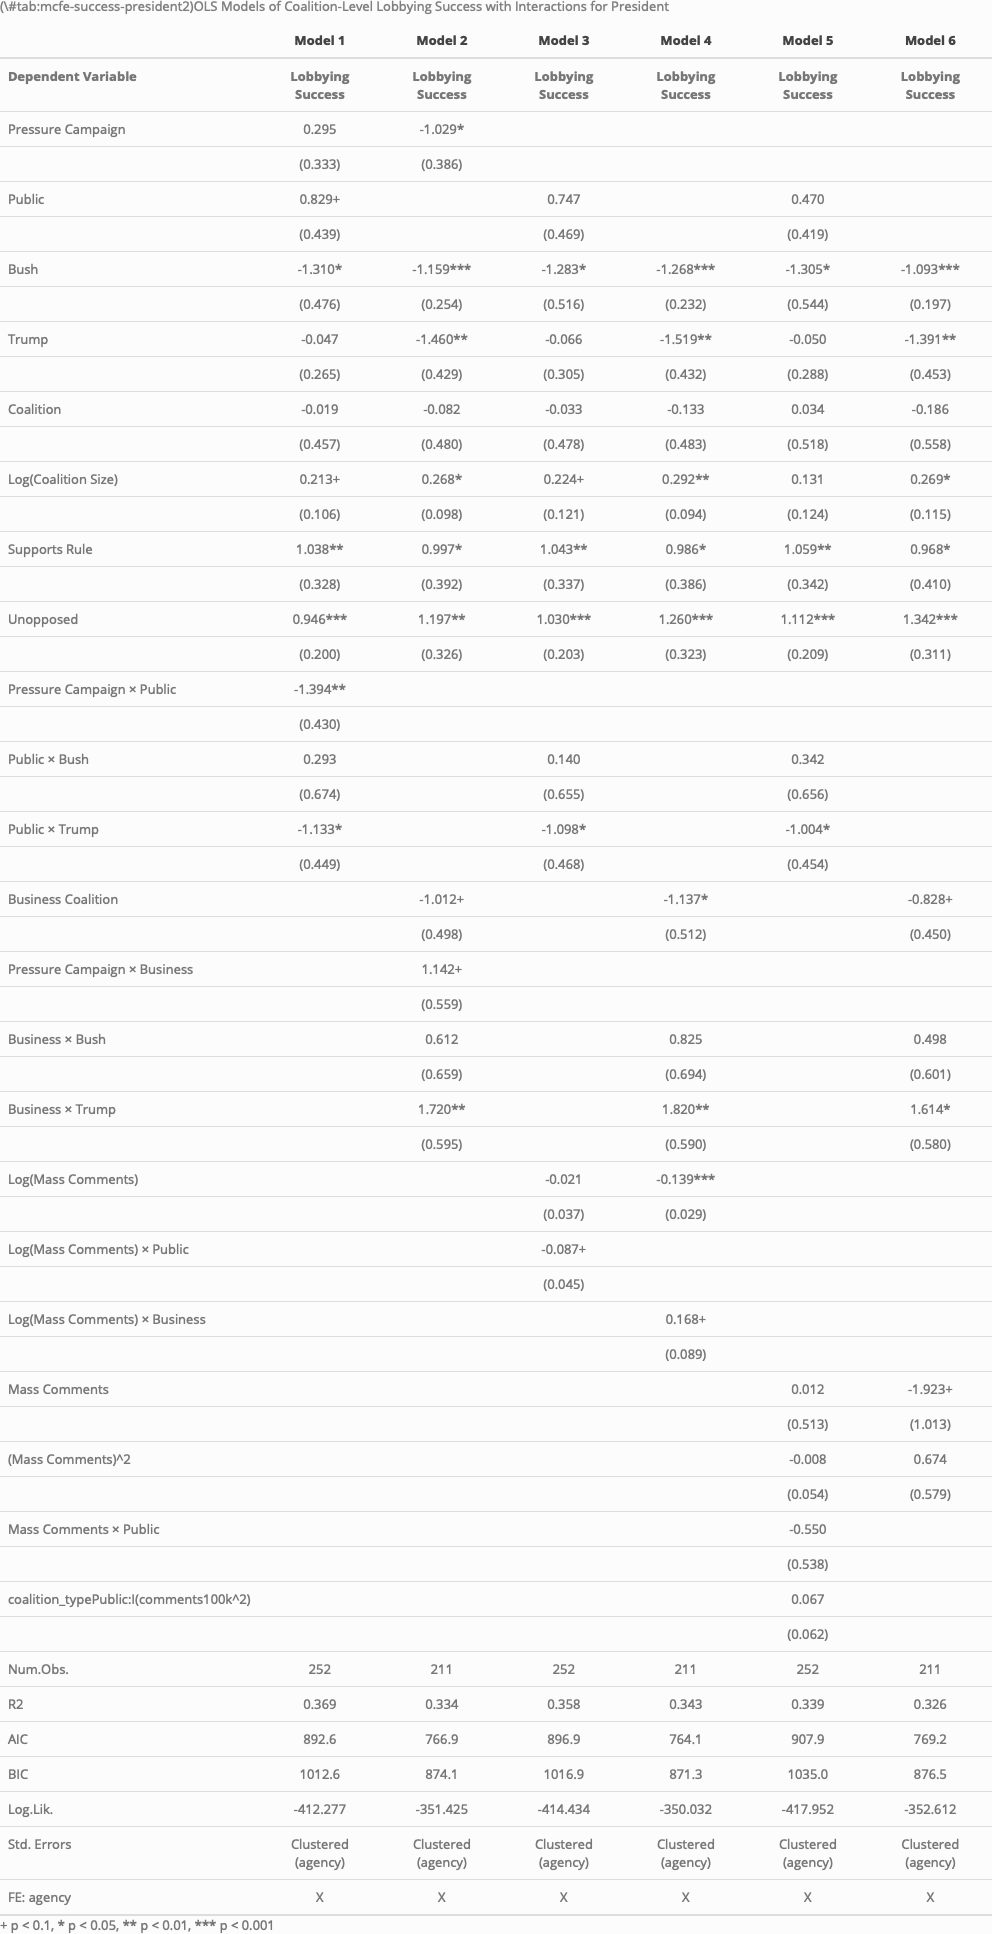 (\#tab:mcfe-success-president2)OLS Models of Coalition-Level Lobbying Success with Interactions for President
Model 1 Model 2 Model 3 Model 4 Model 5 Model 6
Dependent Variable Lobbying Success Lobbying Success Lobbying Success Lobbying Success Lobbying Success Lobbying Success
Pressure Campaign 0.295 -1.029*
(0.333) (0.386)
Public 0.829+ 0.747 0.470
(0.439) (0.469) (0.419)
Bush -1.310* -1.159*** -1.283* -1.268*** -1.305* -1.093***
(0.476) (0.254) (0.516) (0.232) (0.544) (0.197)
Trump -0.047 -1.460** -0.066 -1.519** -0.050 -1.391**
(0.265) (0.429) (0.305) (0.432) (0.288) (0.453)
Coalition -0.019 -0.082 -0.033 -0.133 0.034 -0.186
(0.457) (0.480) (0.478) (0.483) (0.518) (0.558)
Log(Coalition Size) 0.213+ 0.268* 0.224+ 0.292** 0.131 0.269*
(0.106) (0.098) (0.121) (0.094) (0.124) (0.115)
Supports Rule 1.038** 0.997* 1.043** 0.986* 1.059** 0.968*
(0.328) (0.392) (0.337) (0.386) (0.342) (0.410)
Unopposed 0.946*** 1.197** 1.030*** 1.260*** 1.112*** 1.342***
(0.200) (0.326) (0.203) (0.323) (0.209) (0.311)
Pressure Campaign × Public -1.394**
(0.430)
Public × Bush 0.293 0.140 0.342
(0.674) (0.655) (0.656)
Public × Trump -1.133* -1.098* -1.004*
(0.449) (0.468) (0.454)
Business Coalition -1.012+ -1.137* -0.828+
(0.498) (0.512) (0.450)
Pressure Campaign × Business 1.142+
(0.559)
Business × Bush 0.612 0.825 0.498
(0.659) (0.694) (0.601)
Business × Trump 1.720** 1.820** 1.614*
(0.595) (0.590) (0.580)
Log(Mass Comments) -0.021 -0.139***
(0.037) (0.029)
Log(Mass Comments) × Public -0.087+
(0.045)
Log(Mass Comments) × Business 0.168+
(0.089)
Mass Comments 0.012 -1.923+
(0.513) (1.013)
(Mass Comments)^2 -0.008 0.674
(0.054) (0.579)
Mass Comments × Public -0.550
(0.538)
coalition_typePublic:I(comments100k^2) 0.067
(0.062)
Num.Obs. 252 211 252 211 252 211
R2 0.369 0.334 0.358 0.343 0.339 0.326
AIC 892.6 766.9 896.9 764.1 907.9 769.2
BIC 1012.6 874.1 1016.9 871.3 1035.0 876.5
Log.Lik. -412.277 -351.425 -414.434 -350.032 -417.952 -352.612
Std. Errors Clustered (agency) Clustered (agency) Clustered (agency) Clustered (agency) Clustered (agency) Clustered (agency)
FE: agency X X X X X X
+ p < 0.1, * p < 0.05, ** p < 0.01, *** p < 0.001